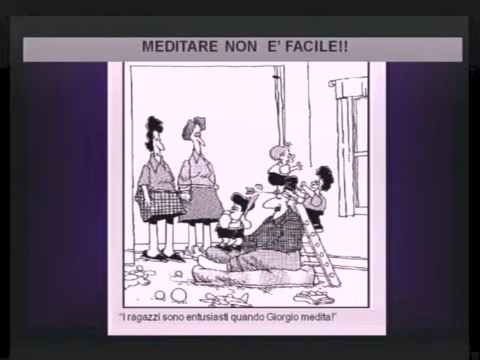 MEDITARE NON E' FACILE!!
"I ragazzi sono entusiasti quando Giorgio medita!"